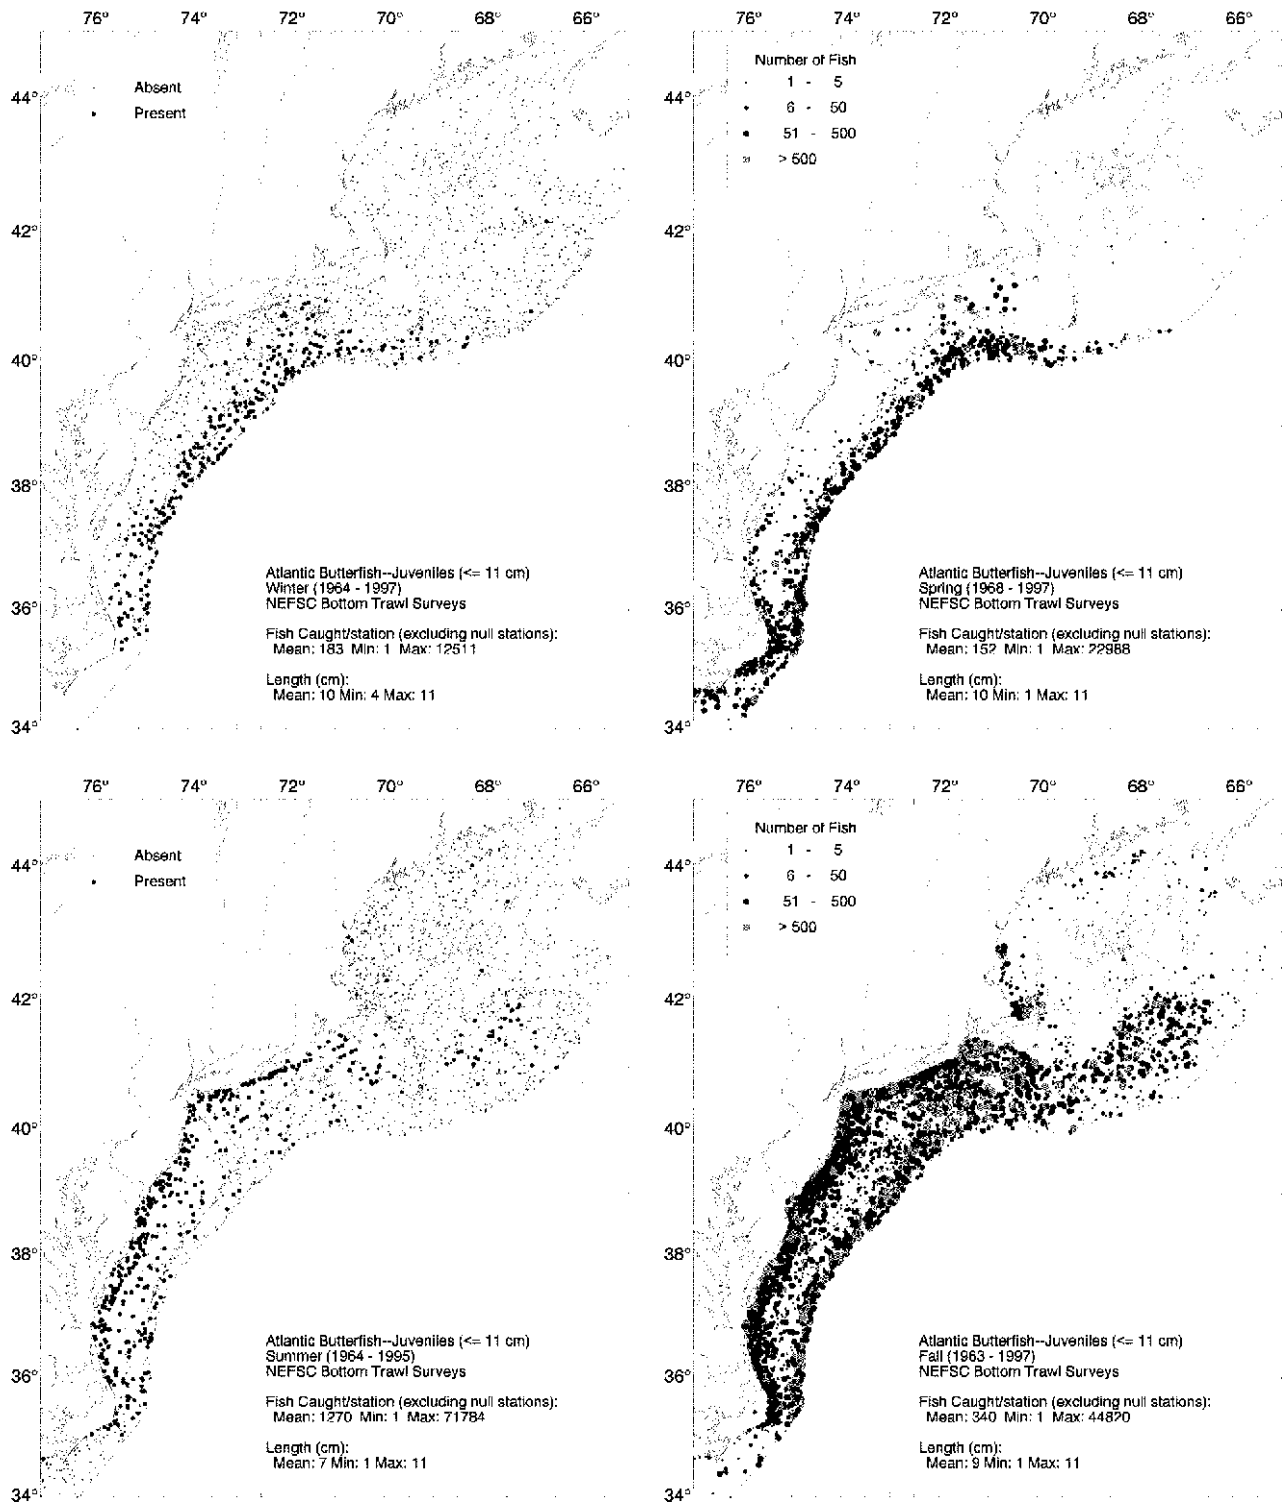 76° 74° 72° 70° 68° 66°
44°
42°
40°
38°
36°
34°
Absent
Present
Atlantic Butterfish--Juveniles (<= 11 cm)
Winter (1964 - 1997)
NEFSC Bottom Trawl Surveys
Fish Caught/station (excluding null stations):
Mean: 183 Min: 1 Max: 12511
Length (cm):
Mean: 10 Min: 4 Max: 11
76° 74° 72° 70° 68° 66°
44°
42°
40°
38°
36°
34°
Number of Fish
1 - 5
6 - 50
51 - 500
> 500
Atlantic Butterfish--Juveniles (<= 11 cm)
Spring (1968 - 1997)
NEFSC Bottom Trawl Surveys
Fish Caught/station (excluding null stations):
Mean: 152 Min: 1 Max: 22988
Length (cm):
Mean: 10 Min: 1 Max: 11
76° 74° 72° 70° 68° 66°
44°
42°
40°
38°
36°
34°
Absent
Present
Atlantic Butterfish--Juveniles (<= 11 cm)
Summer (1964 - 1995)
NEFSC Bottom Trawl Surveys
Fish Caught/station (excluding null stations):
Mean: 1270 Min: 1 Max: 71784
Length (cm):
Mean: 7 Min: 1 Max: 11
76° 74° 72° 70° 68° 66°
44°
42°
40°
38°
36°
34°
Number of Fish
1 - 5
6 - 50
51 - 500
> 500
Atlantic Butterfish--Juveniles (<= 11 cm)
Fall (1963 - 1997)
NEFSC Bottom Trawl Surveys
Fish Caught/station (excluding null stations):
Mean: 340 Min: 1 Max: 44820
Length (cm):
Mean: 9 Min: 1 Max: 11